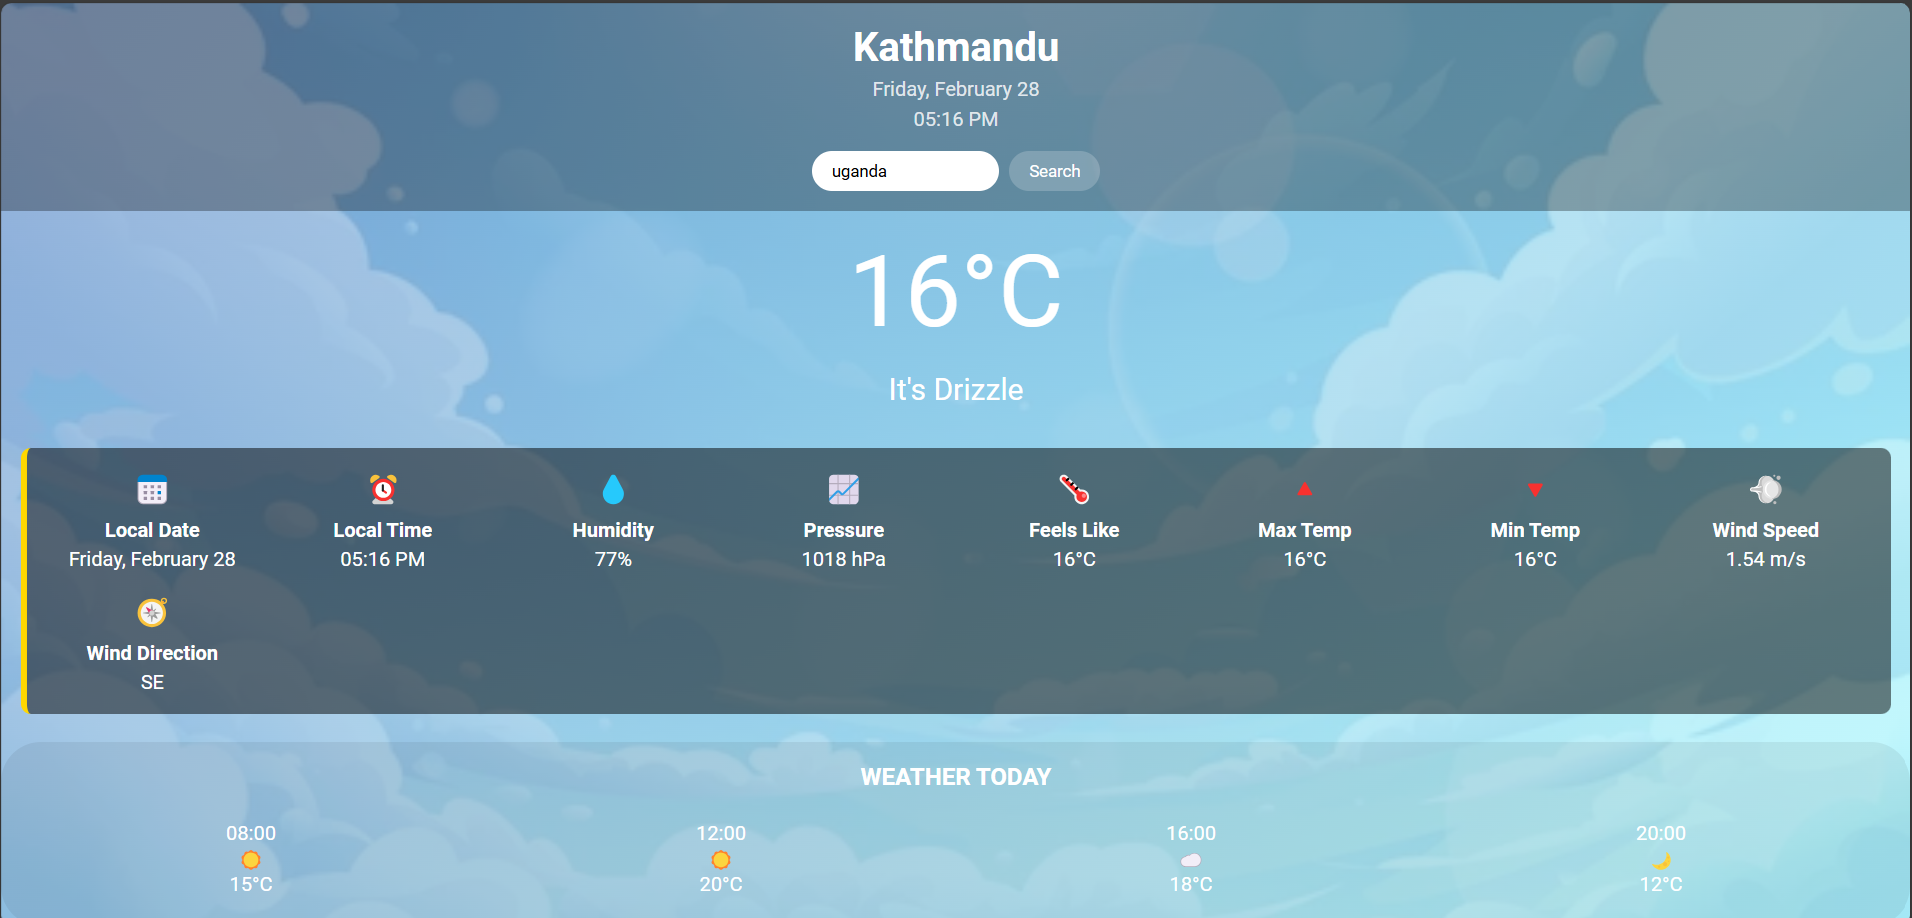 Kathmandu
Friday, February 28
05:16 PM
uganda Search
16°C
It's Drizzle
Local Date Local Time Humidity Pressure Feels Like Max Temp Min Temp Wind Speed
Friday, February 28 05:16 PM 77% 1018 hPa 16°C 16°C 16°C 1.54 m/s
Wind Direction
SE
WEATHER TODAY
08:00 12:00 16:00 20:00
15°C 20°C 18°C 12°C